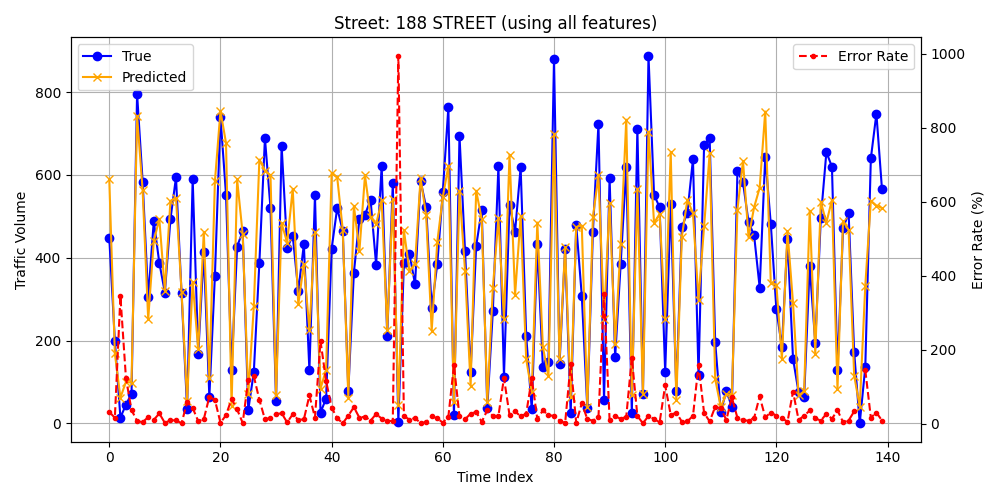 Street: 188 STREET (using all features)
True
Predicted
Error Rate
Traffic Volume
800
600
400
200
0
Error Rate (%)
1000
800
600
400
200
0
0 20 40 60 80 100 120 140
Time Index